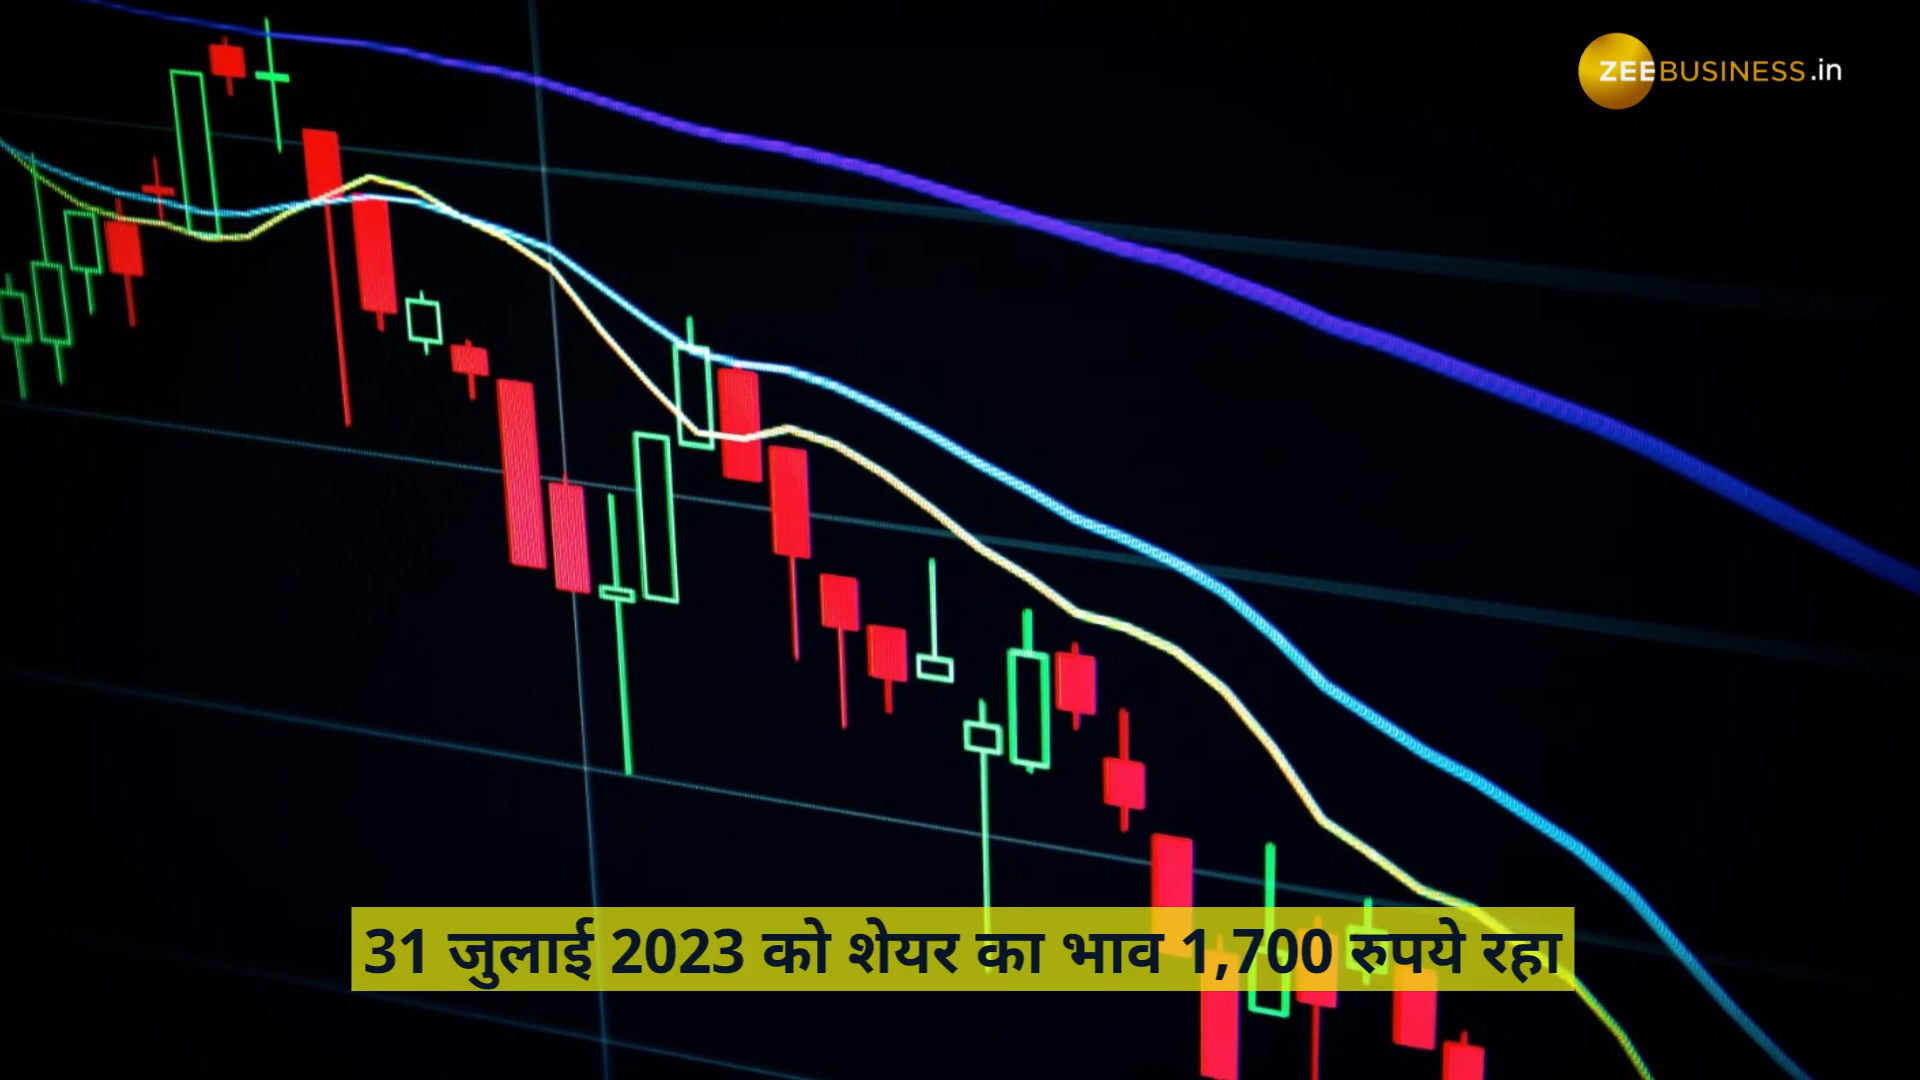 ZEEBUSINESS.in
31 जुलाई 2023 को शेयर का भाव 1,700 रुपये रहा